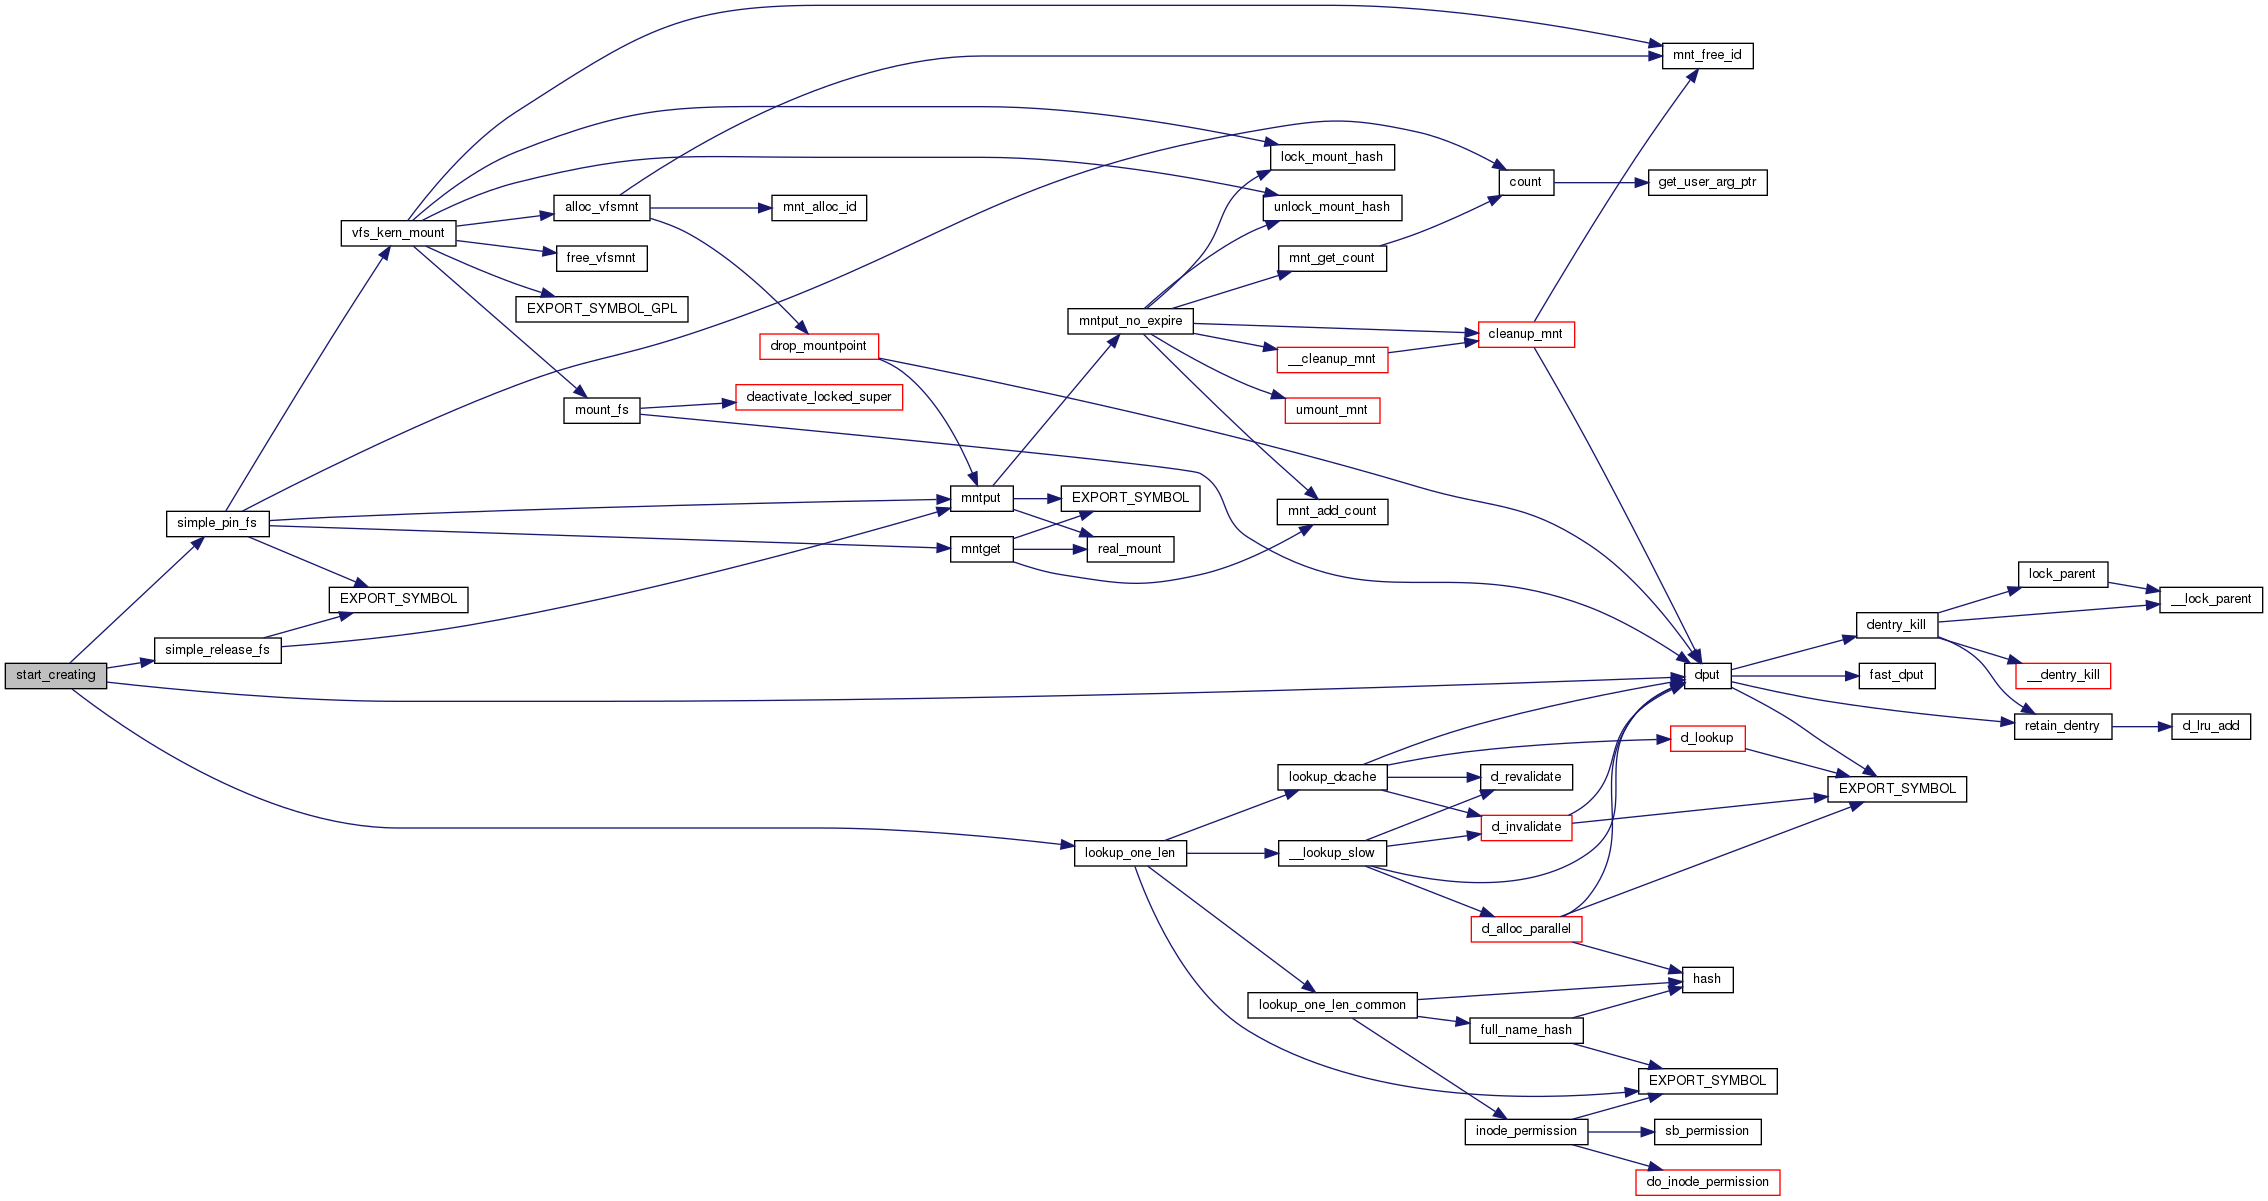 mnt_free_id
lock_mount_hash
count
get_user_arg_ptr
alloc_vfsmnt
mnt_alloc_id
unlock_mount_hash
vfs_kern_mount
free_vfsmnt
mnt_get_count
EXPORT_SYMBOL_GPL
mntput_no_expire
drop_mountpoint
cleanup_mnt
__cleanup_mnt
deactivate_locked_super
mount_fs
umount_mnt
mntput
EXPORT_SYMBOL
mnt_add_count
simple_pin_fs
mntget
real_mount
lock_parent
EXPORT_SYMBOL
__lock_parent
dentry_kill
simple_release_fs
start_creating
dput
fast_dput
__dentry_kill
retain_dentry
d_lru_add
d_lookup
lookup_dcache
d_revalidate
EXPORT_SYMBOL
d_invalidate
lookup_one_len
__lookup_slow
d_alloc_parallel
hash
lookup_one_len_common
full_name_hash
EXPORT_SYMBOL
inode_permission
sb_permission
do_inode_permission